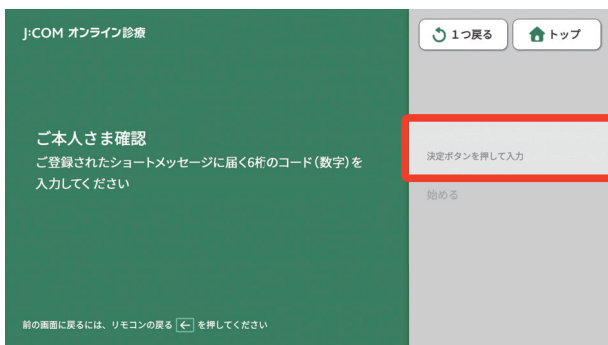 J:COM オンライン診療
1つ戻る
トップ
ご本人さま確認
ご登録されたショートメッセージに届く6桁のコード(数字)を
入力してください
決定ボタンを押して入力
始める
前の画面に戻るには、リモコンの戻る ← を押してください